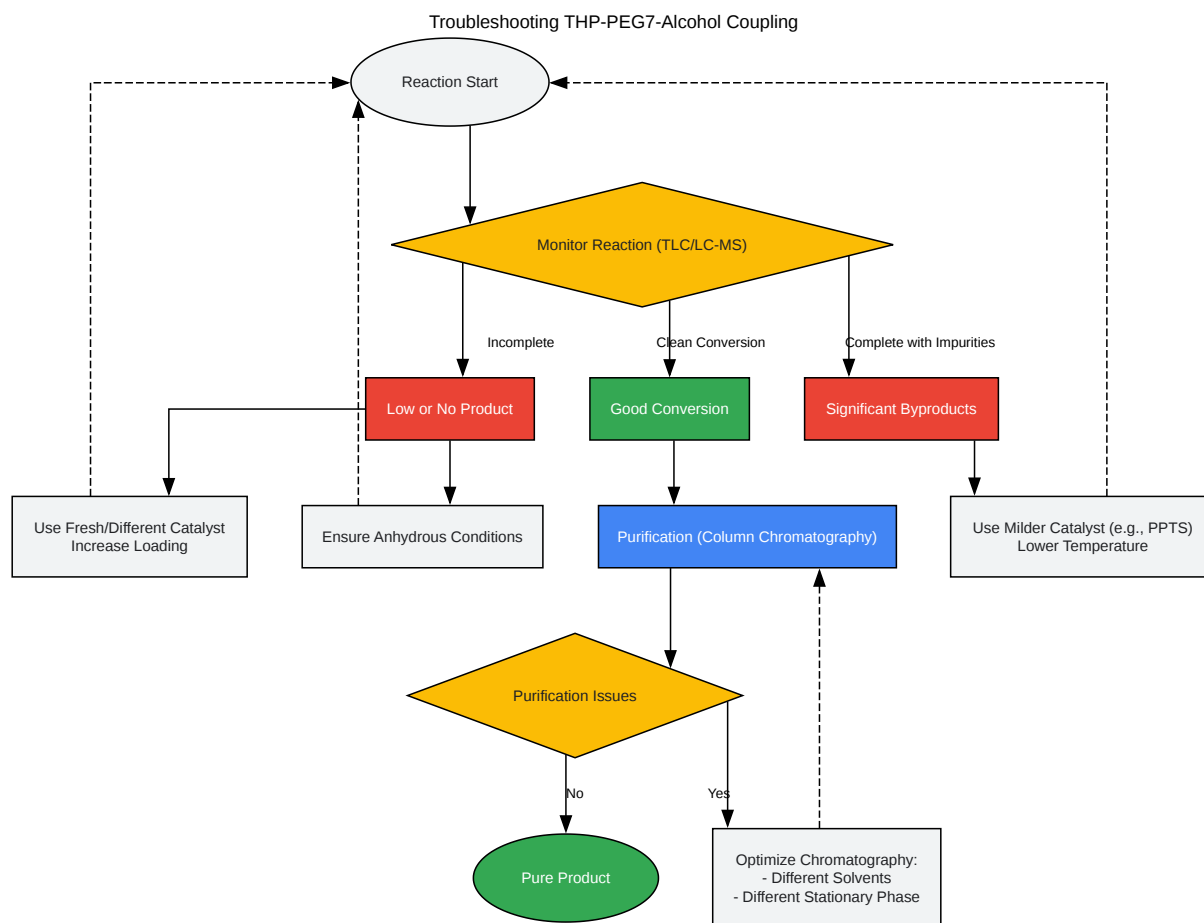 Troubleshooting THP-PEG7-Alcohol Coupling
Reaction Start
Monitor Reaction (TLC/LC-MS)
Incomplete
Clean Conversion
Complete with Impurities
Low or No Product
Good Conversion
Significant Byproducts
Use Fresh/Different Catalyst
Increase Loading
Ensure Anhydrous Conditions
Purification (Column Chromatography)
Use Milder Catalyst (e.g., PPTS)
Lower Temperature
Purification Issues
No
Yes
Pure Product
Optimize Chromatography:
- Different Solvents
- Different Stationary Phase